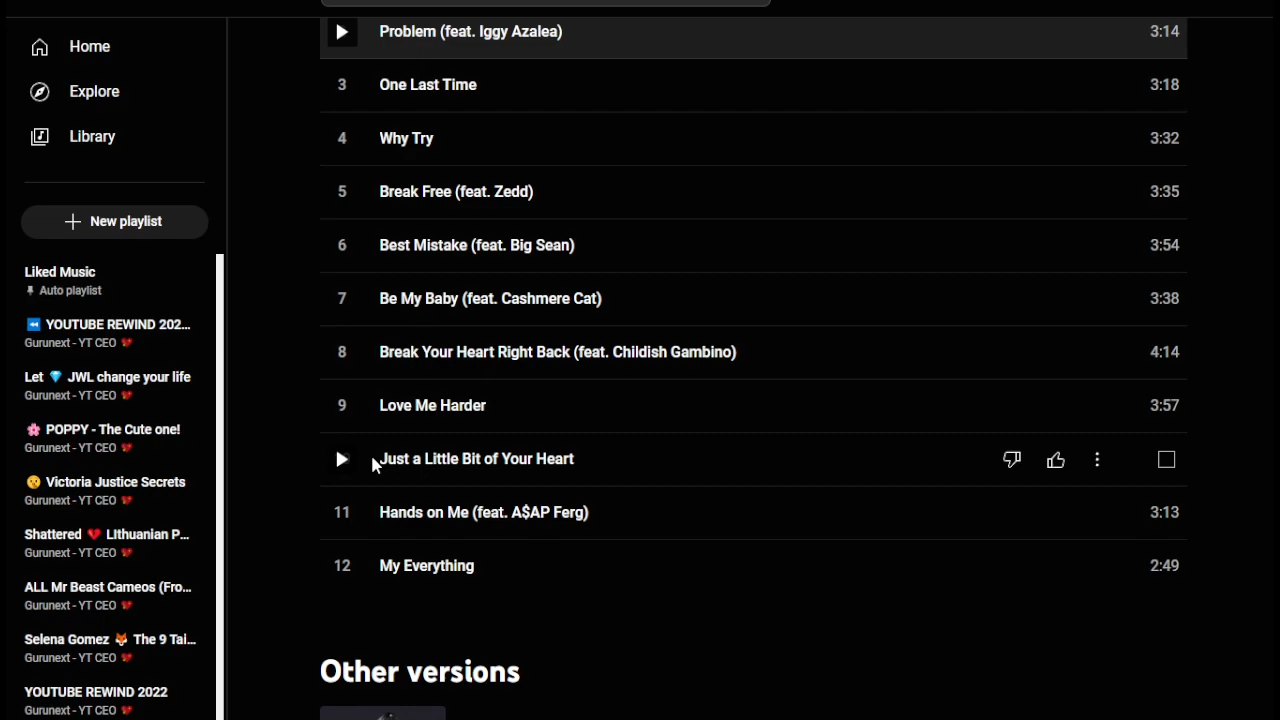 Home
Explore
Library
New playlist
Liked Music
Auto playlist
⏪ YOUTUBE REWIND 202...
Gurunext - YT CEO
Let 💎 JWL change your life
Gurunext - YT CEO
🌸 POPPY - The Cute one!
Gurunext - YT CEO
😗 Victoria Justice Secrets
Gurunext - YT CEO
Shattered 💔 LIthuanian P...
Gurunext - YT CEO
ALL Mr Beast Cameos (Fro...
Gurunext - YT CEO
Selena Gomez 🦊 The 9 Tai...
Gurunext - YT CEO
YOUTUBE REWIND 2022
Gurunext - YT CEO
Problem (feat. Iggy Azalea) 3:14
3 One Last Time 3:18
4 Why Try 3:32
5 Break Free (feat. Zedd) 3:35
6 Best Mistake (feat. Big Sean) 3:54
7 Be My Baby (feat. Cashmere Cat) 3:38
8 Break Your Heart Right Back (feat. Childish Gambino) 4:14
9 Love Me Harder 3:57
Just a Little Bit of Your Heart
11 Hands on Me (feat. A$AP Ferg) 3:13
12 My Everything 2:49
Other versions